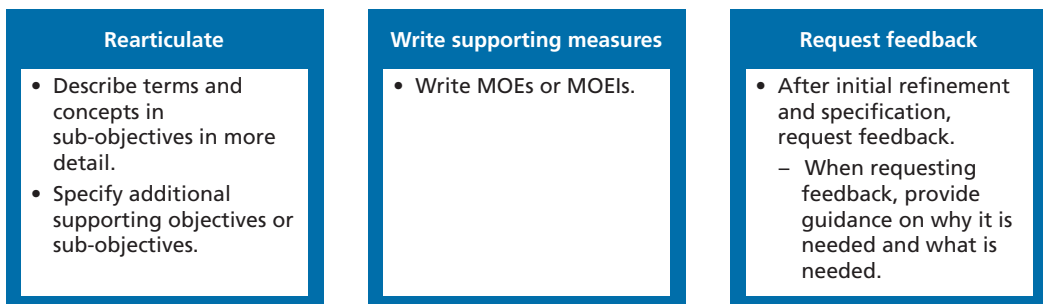 Rearticulate
• Describe terms and
concepts in
sub-objectives in more
detail.
• Specify additional
supporting objectives or
sub-objectives.
Write supporting measures
• Write MOEs or MOEIs.
Request feedback
• After initial refinement
and specification,
request feedback.
– When requesting
feedback, provide
guidance on why it is
needed and what is
needed.